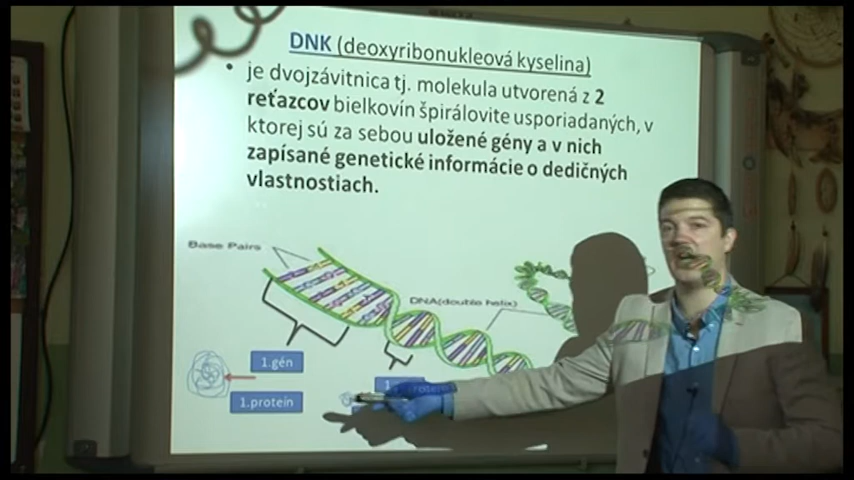 DNK (deoxyribonukleová kyselina)
• je dvojzávitnica tj. molekula utvorená z 2
reťazcov bielkovín špirálovite usporiadaných, v
ktorej sú za sebou uložené gény a v nich
zapísané genetické informácie o dedičných
vlastnostiach.
Base Pairs
DNA(double helix)
1.gén
1.proteín